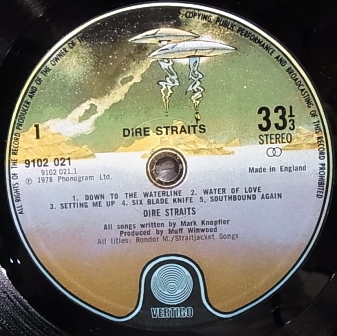 ALL RIGHTS OF THE RECORD PRODUCER AND OF THE OWNER OF
COPYING, PUBLIC PERFORMANCE AND BROADCASTING OF THIS RECORD PROHIBITED
1
DIRE STRAITS
33 1/3
STEREO
9102 021
9102 021.1
℗ 1978 Phonogram Ltd.
Made in England
1. DOWN TO THE WATERLINE 2. WATER OF LOVE
3. SETTING ME UP 4. SIX BLADE KNIFE 5. SOUTHBOUND AGAIN
DIRE STRAITS
All songs written by Mark Knopfler
Produced by Muff Winwood
All titles: Rondor M./Straitjacket Songs
VERTIGO